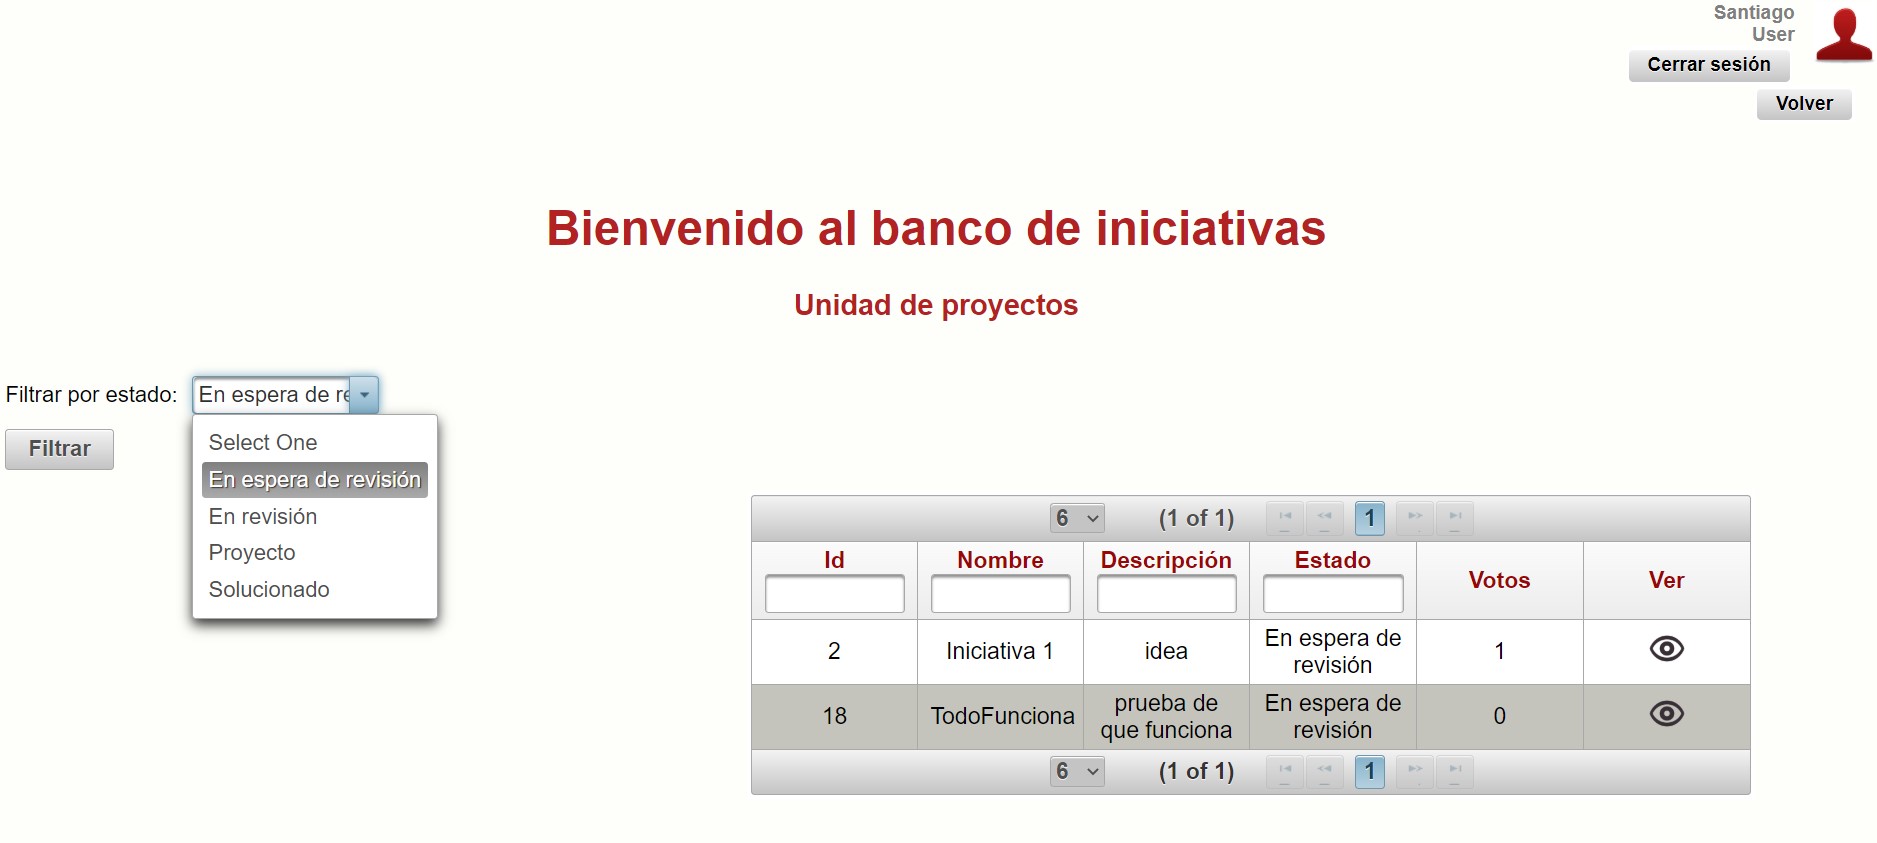 Santiago
User
Cerrar sesión
Volver
Bienvenido al banco de iniciativas
Unidad de proyectos
Filtrar por estado: En espera de re
Filtrar
Select One
En espera de revisión
En revisión
Proyecto
Solucionado
6 (1 of 1) 1
Id Nombre Descripción Estado Votos Ver
2 Iniciativa 1 idea En espera de revisión 1
18 TodoFunciona prueba de que funciona En espera de revisión 0
6 (1 of 1) 1